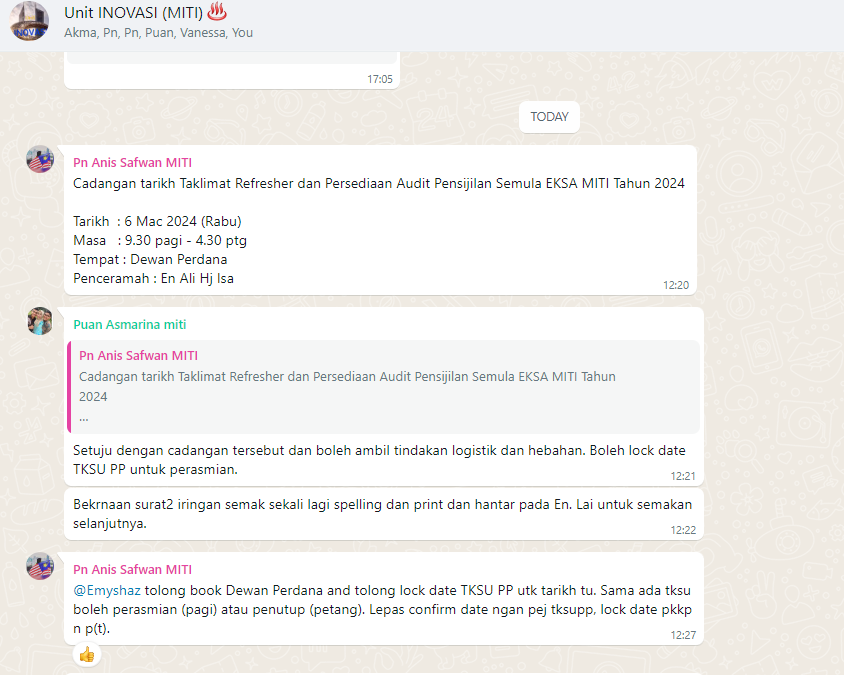 Unit INOVASI (MITI) ♨️
Akma, Pn, Pn, Puan, Vanessa, You
17:05
TODAY
Pn Anis Safwan MITI
Cadangan tarikh Taklimat Refresher dan Persediaan Audit Pensijilan Semula EKSA MITI Tahun 2024
Tarikh : 6 Mac 2024 (Rabu)
Masa : 9.30 pagi - 4.30 ptg
Tempat : Dewan Perdana
Penceramah : En Ali Hj Isa
12:20
Puan Asmarina miti
Pn Anis Safwan MITI
Cadangan tarikh Taklimat Refresher dan Persediaan Audit Pensijilan Semula EKSA MITI Tahun
2024
...
Setuju dengan cadangan tersebut dan boleh ambil tindakan logistik dan hebahan. Boleh lock date
TKSU PP untuk perasmian.
12:21
Bekrnaan surat2 iringan semak sekali lagi spelling dan print dan hantar pada En. Lai untuk semakan
selanjutnya.
12:22
Pn Anis Safwan MITI
@Emyshaz tolong book Dewan Perdana and tolong lock date TKSU PP utk tarikh tu. Sama ada tksu
boleh perasmian (pagi) atau penutup (petang). Lepas confirm date ngan pej tksupp, lock date pkkp
n p(t).
12:27
👍